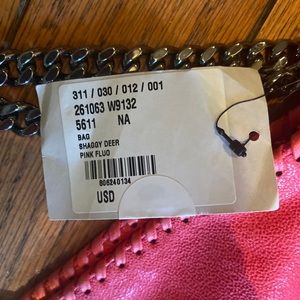 311 / 030 / 012 / 001
261063 W9132
5611 NA
BAG
SHAGGY DEER
PINK FLUO
806240134
USD